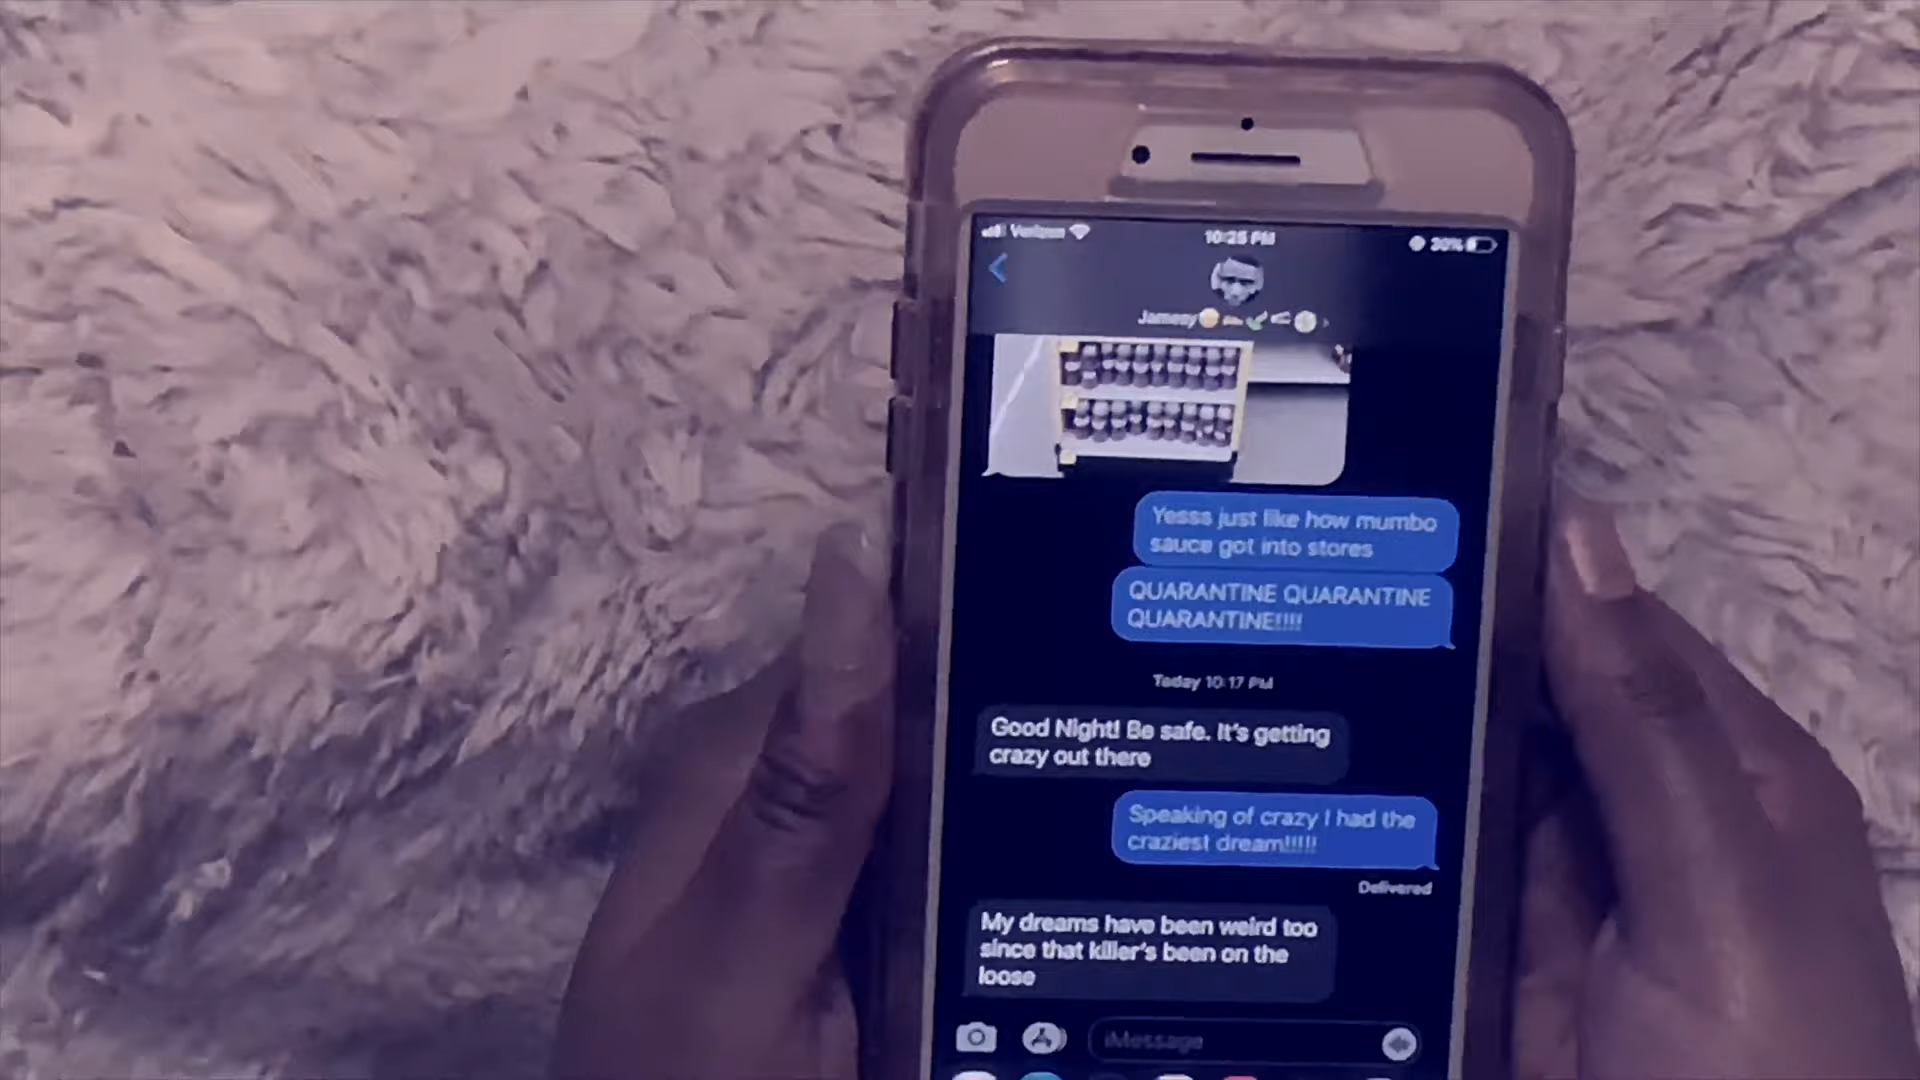 Verizon 10:25 PM 30%
Jamesy
Yesss just like how mumbo
sauce got into stores
QUARANTINE QUARANTINE
QUARANTINE!!!!
Today 10:17 PM
Good Night! Be safe. It's getting
crazy out there
Speaking of crazy I had the
craziest dream!!!!!
Delivered
My dreams have been weird too
since that killer's been on the
loose
iMessage